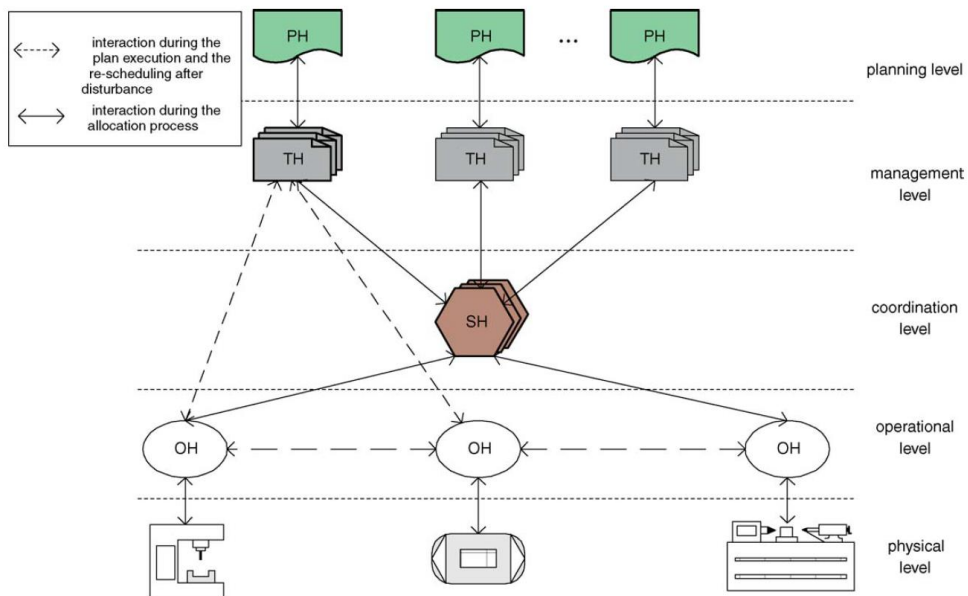 interaction during the
plan execution and the
re-scheduling after
disturbance
interaction during the
allocation process
PH
PH
...
PH
planning level
TH
TH
TH
management
level
SH
coordination
level
OH
OH
OH
operational
level
physical
level